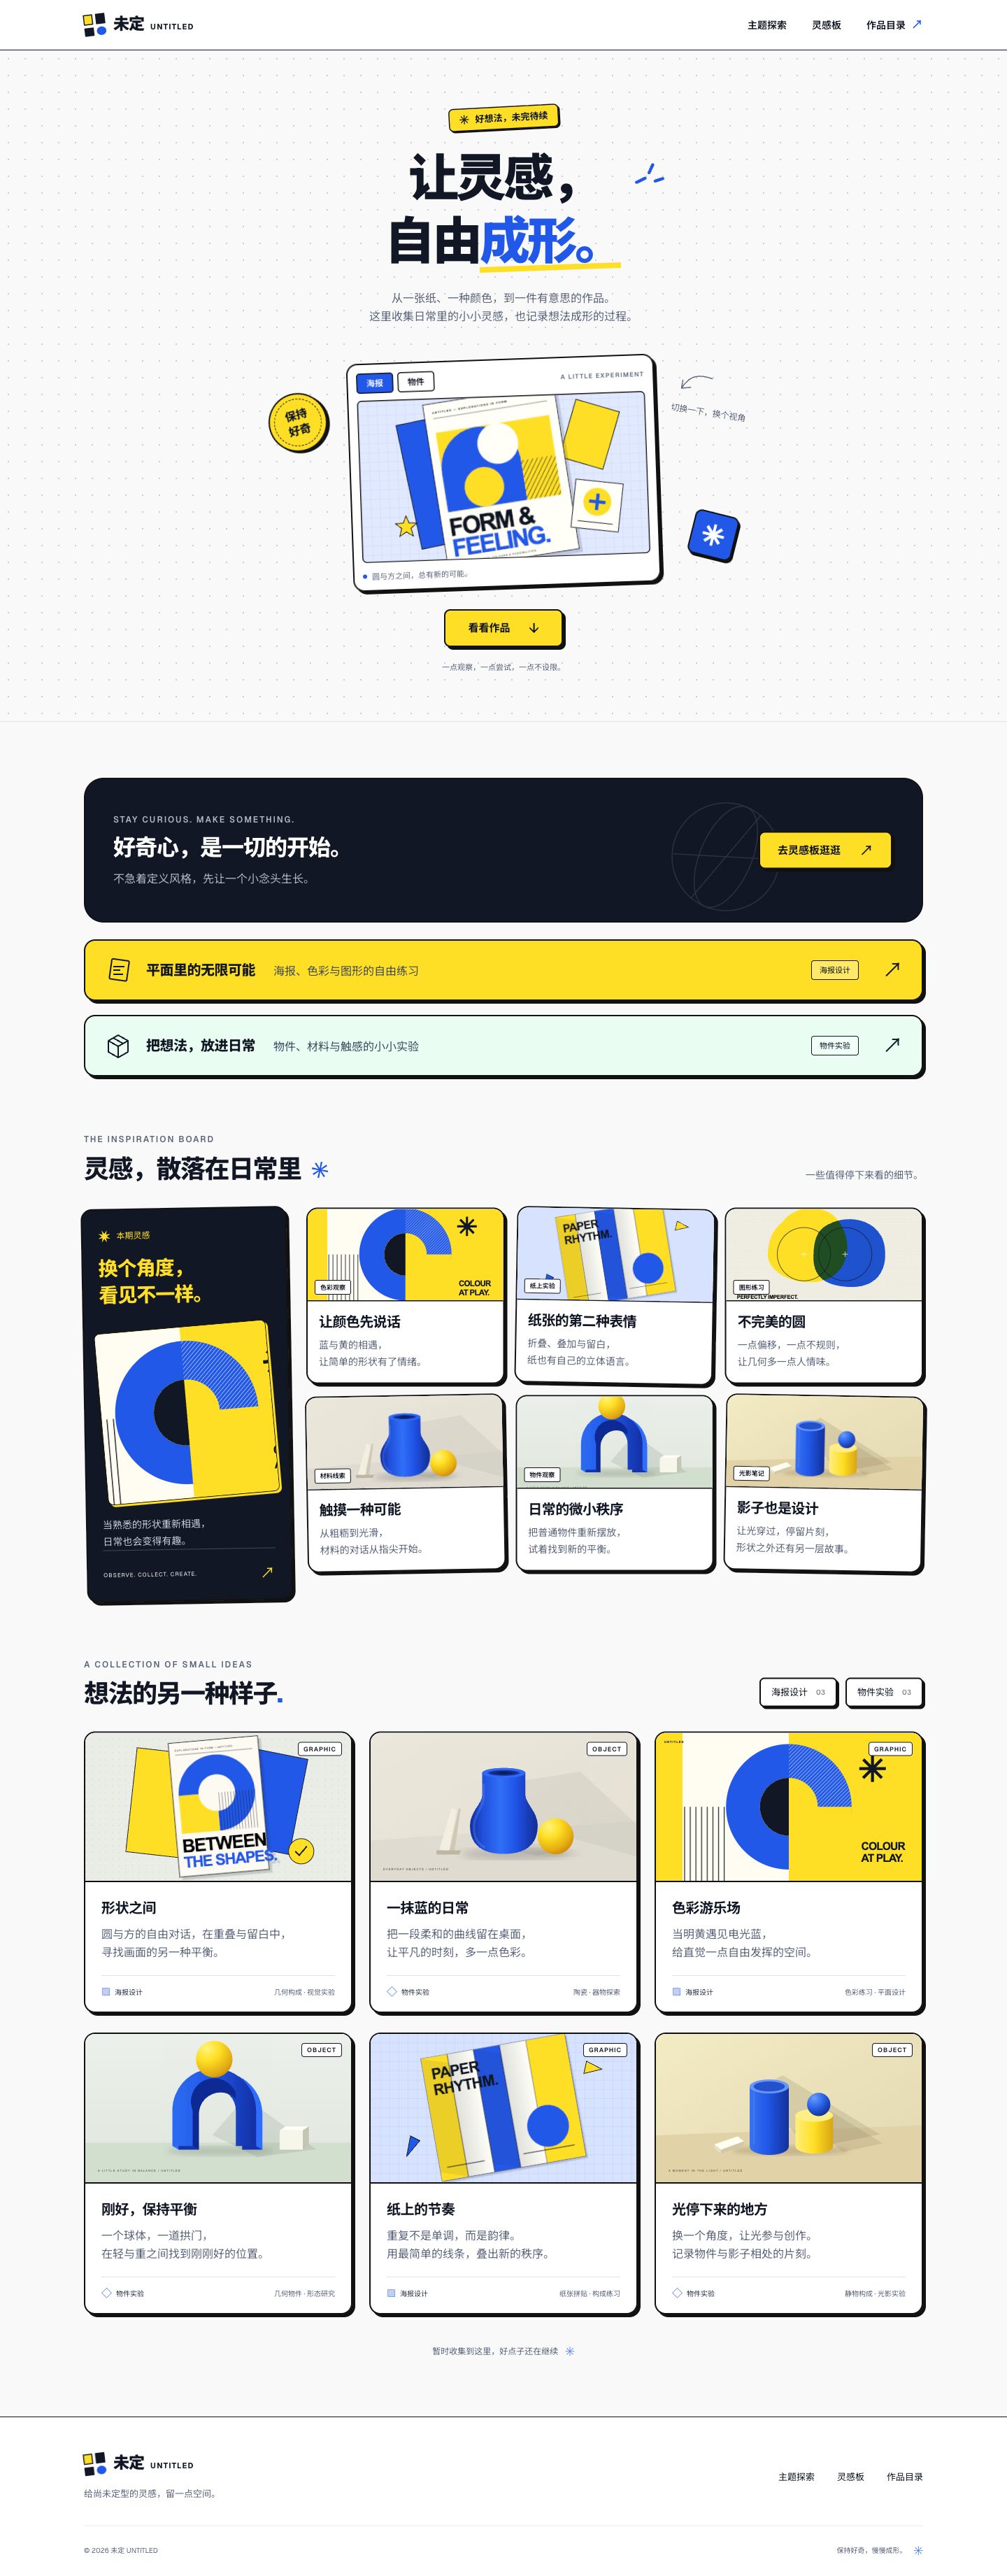 未定 UNTITLED
主题探索 灵感板 作品目录 ↗
好想法，未完待续
让灵感，
自由成形。
从一张纸、一种颜色，到一件有意思的作品。
这里收集日常里的小小灵感，也记录想法成形的过程。
海报 物件 A LITTLE EXPERIMENT
保持
好奇
切换一下，换个视角
FORM &
FEELING.
圆与方之间，总有新的可能。
看看作品 ↓
一点观察，一点尝试，一点不设限。
STAY CURIOUS. MAKE SOMETHING.
好奇心，是一切的开始。
不急着定义风格，先让一个小念头生长。
去灵感板逛逛 ↗
平面里的无限可能 海报、色彩与图形的自由练习 海报设计 ↗
把想法，放进日常 物件、材料与触感的小小实验 物件实验 ↗
THE INSPIRATION BOARD
灵感，散落在日常里
一些值得停下来看的细节。
本期灵感
换个角度，
看见不一样。
当熟悉的形状重新相遇，
日常也会变得有趣。
OBSERVE. COLLECT. CREATE. ↗
COLOUR
AT PLAY.
色彩观察
让颜色先说话
蓝与黄的相遇，
让简单的形状有了情绪。
PAPER
RHYTHM.
纸上实验
纸张的第二种表情
折叠、叠加与留白，
纸也有自己的立体语言。
图形练习
PERFECTLY IMPERFECT.
不完美的圆
一点偏移，一点不规则，
让几何多一点人情味。
材料线索
触摸一种可能
从粗粝到光滑，
材料的对话从指尖开始。
物件观察
日常的微小秩序
把普通物件重新摆放，
试着找到新的平衡。
光影笔记
影子也是设计
让光穿过，停留片刻，
形状之外还有另一层故事。
A COLLECTION OF SMALL IDEAS
想法的另一种样子.
海报设计 03 物件实验 03
GRAPHIC
BETWEEN
THE SHAPES.
形状之间
圆与方的自由对话，在重叠与留白中，
寻找画面的另一种平衡。
海报设计 几何构成 · 视觉实验
OBJECT
EVERYDAY OBJECTS / UNTITLED
一抹蓝的日常
把一段柔和的曲线留在桌面，
让平凡的时刻，多一点色彩。
物件实验 陶瓷 · 器物探索
UNTITLED
GRAPHIC
COLOUR
AT PLAY.
色彩游乐场
当明黄遇见电光蓝，
给直觉一点自由发挥的空间。
海报设计 色彩练习 · 平面设计
OBJECT
A LITTLE STUDY IN BALANCE / UNTITLED
刚好，保持平衡
一个球体，一道拱门，
在轻与重之间找到刚刚好的位置。
物件实验 几何物件 · 形态研究
GRAPHIC
PAPER
RHYTHM.
纸上的节奏
重复不是单调，而是韵律。
用最简单的线条，叠出新的秩序。
海报设计 纸张拼贴 · 构成练习
OBJECT
A MOMENT IN THE LIGHT / UNTITLED
光停下来的地方
换一个角度，让光参与创作。
记录物件与影子相处的片刻。
物件实验 静物构成 · 光影实验
暂时收集到这里，好点子还在继续
未定 UNTITLED
给尚未定型的灵感，留一点空间。
主题探索 灵感板 作品目录
© 2026 未定 UNTITLED
保持好奇，慢慢成形。